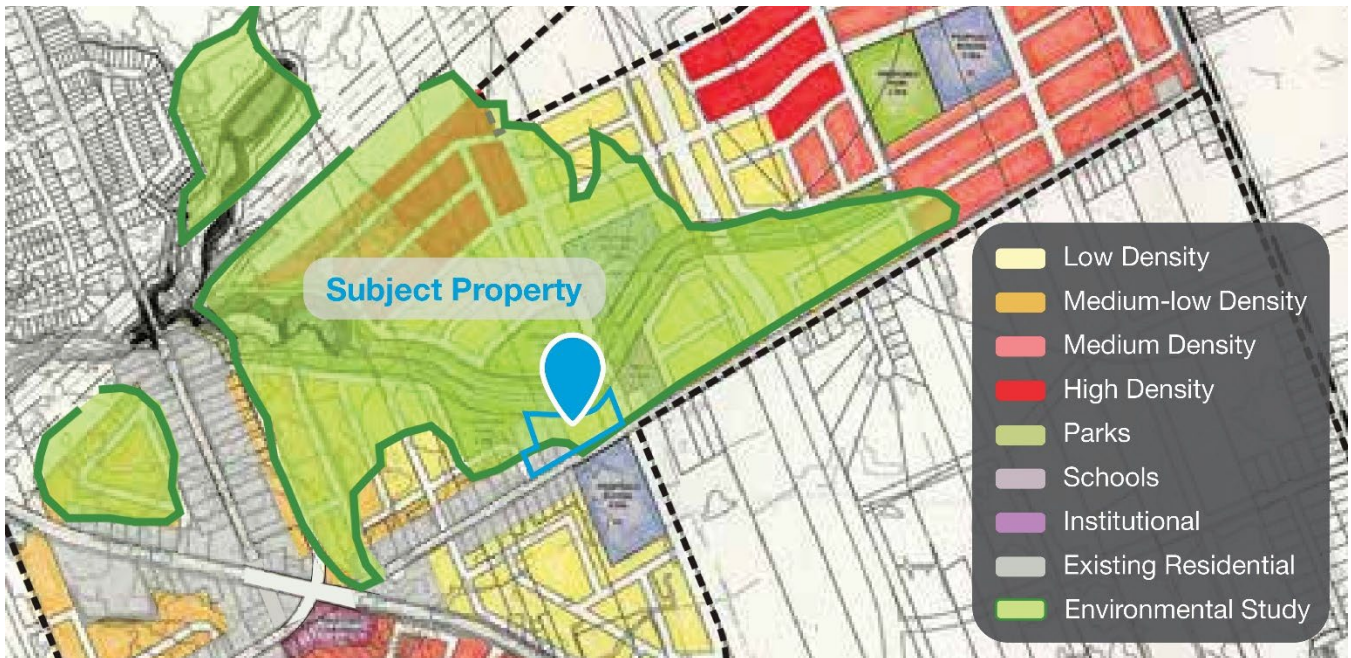 Subject Property
Low Density
Medium-low Density
Medium Density
High Density
Parks
Schools
Institutional
Existing Residential
Environmental Study